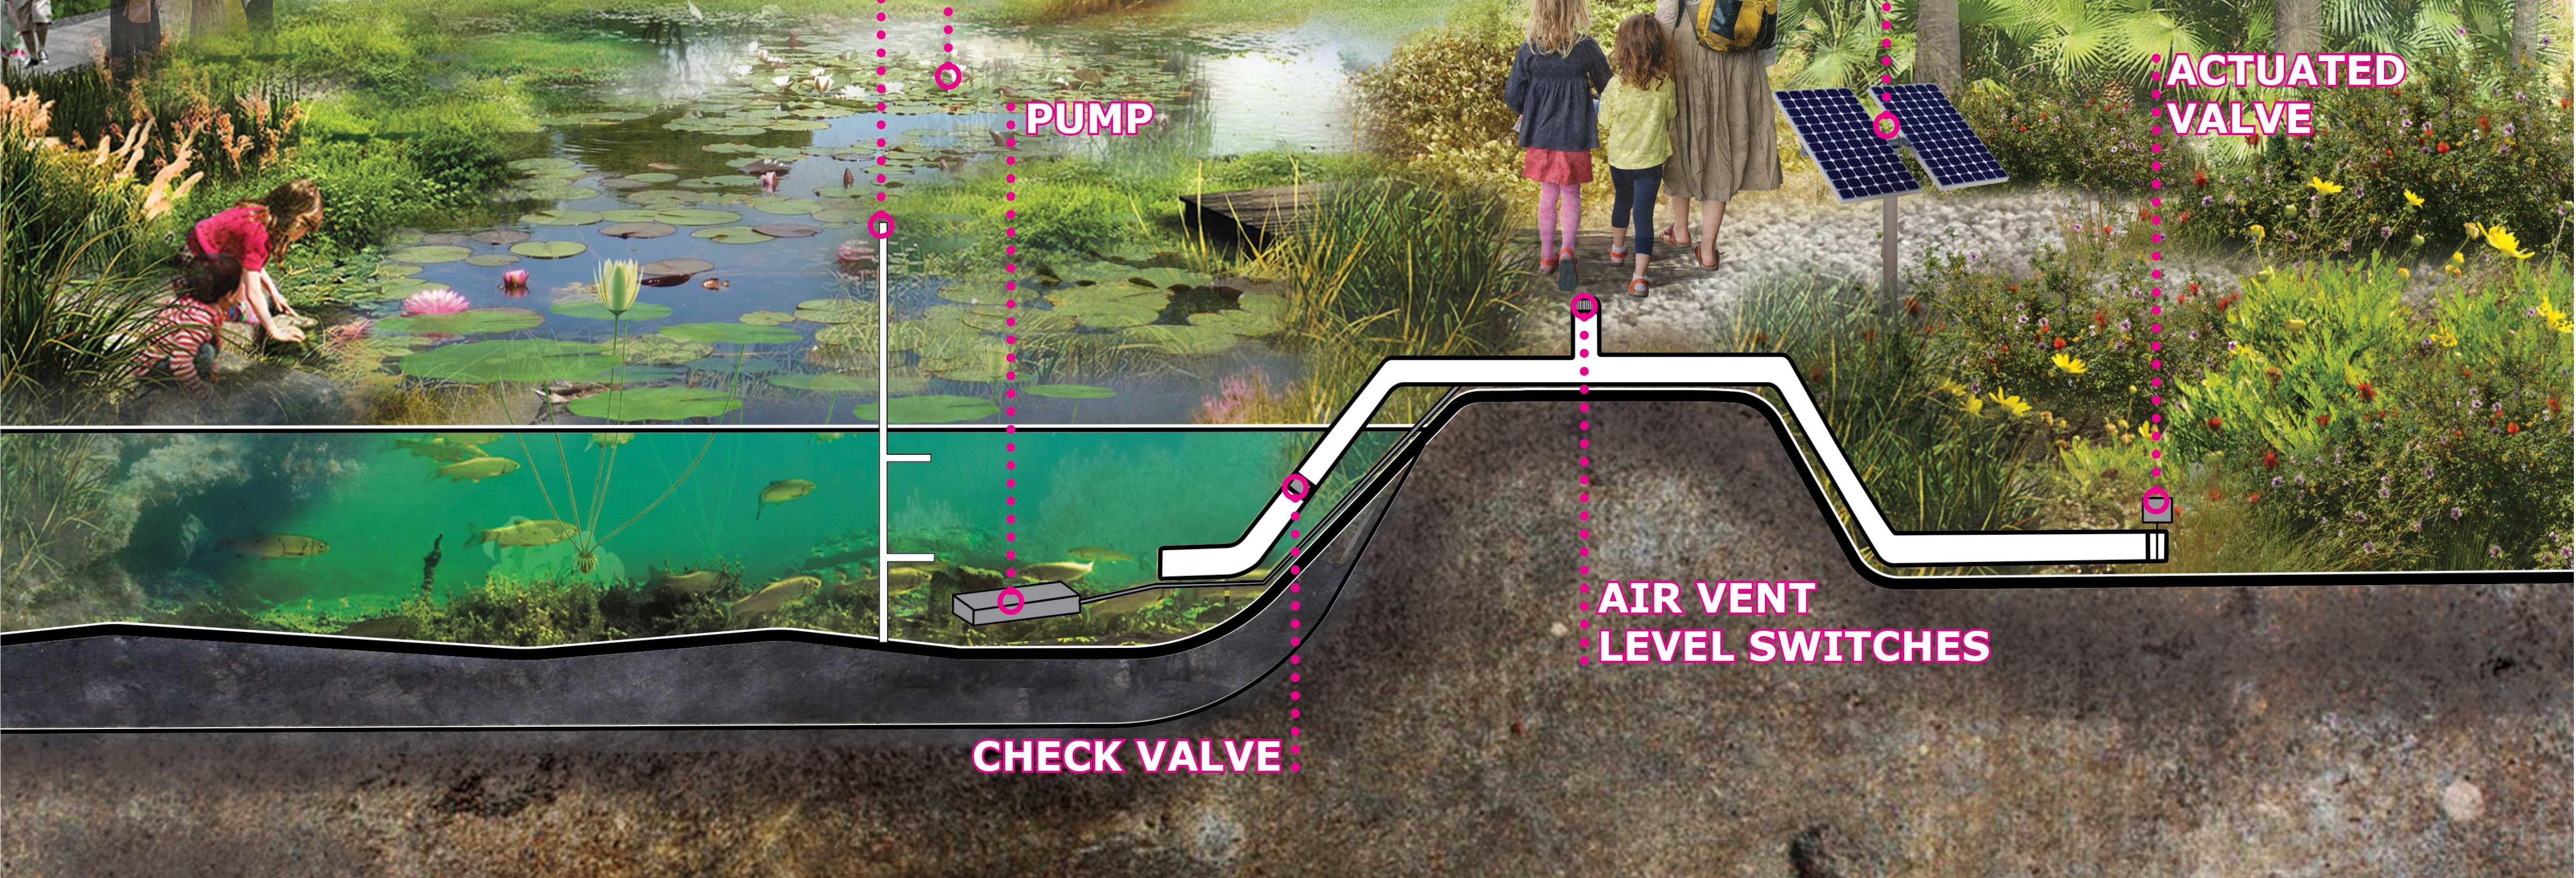 PUMP
ACTUATED
VALVE
AIR VENT
LEVEL SWITCHES
CHECK VALVE